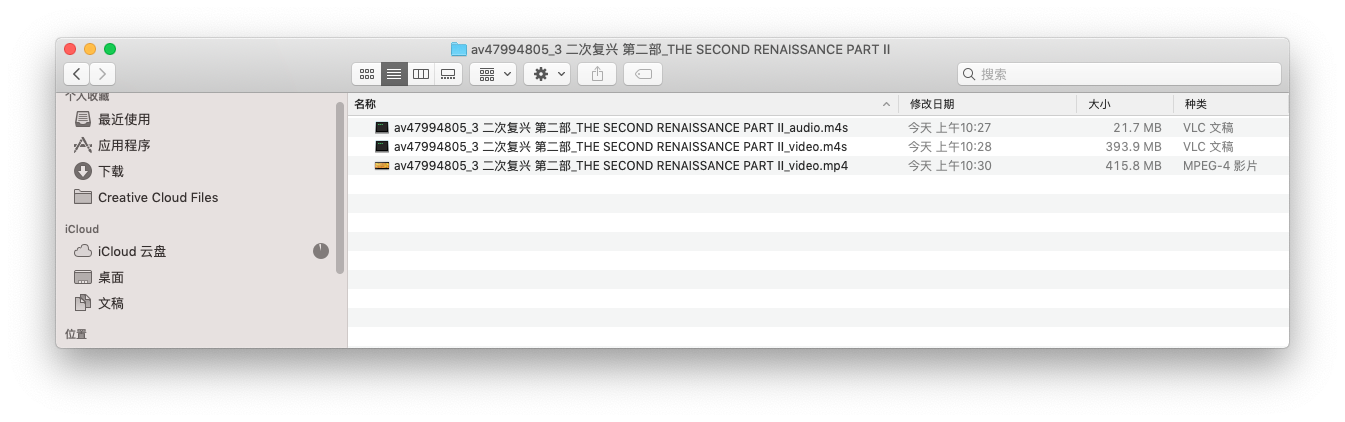 av47994805_3 二次复兴 第二部_THE SECOND RENAISSANCE PART II
搜索
个人收藏
最近使用
应用程序
下载
Creative Cloud Files
iCloud
iCloud 云盘
桌面
文稿
位置
名称 修改日期 大小 种类
av47994805_3 二次复兴 第二部_THE SECOND RENAISSANCE PART II_audio.m4s 今天 上午10:27 21.7 MB VLC 文稿
av47994805_3 二次复兴 第二部_THE SECOND RENAISSANCE PART II_video.m4s 今天 上午10:28 393.9 MB VLC 文稿
av47994805_3 二次复兴 第二部_THE SECOND RENAISSANCE PART II_video.mp4 今天 上午10:30 415.8 MB MPEG-4 影片